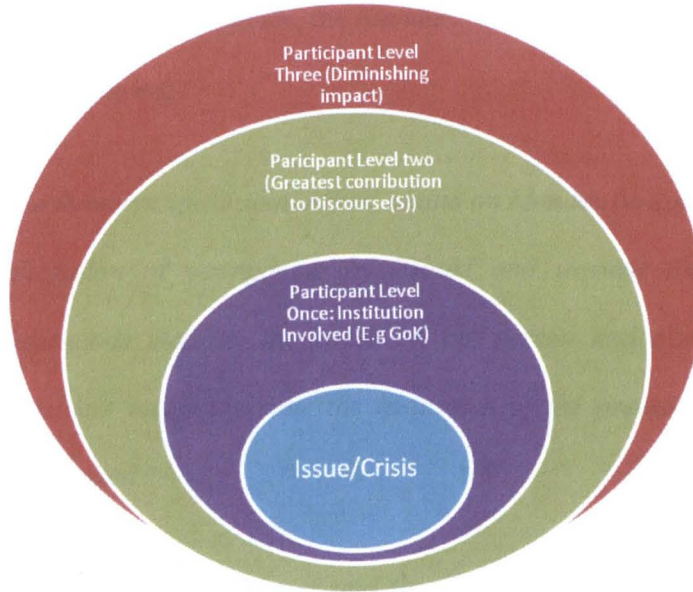 Participant Level
Three (Diminishing
impact)
Paricipant Level two
(Greatest conribution
to Discourse(S))
Particpant Level
Once: Institution
Involved (E.g GoK)
Issue/Crisis